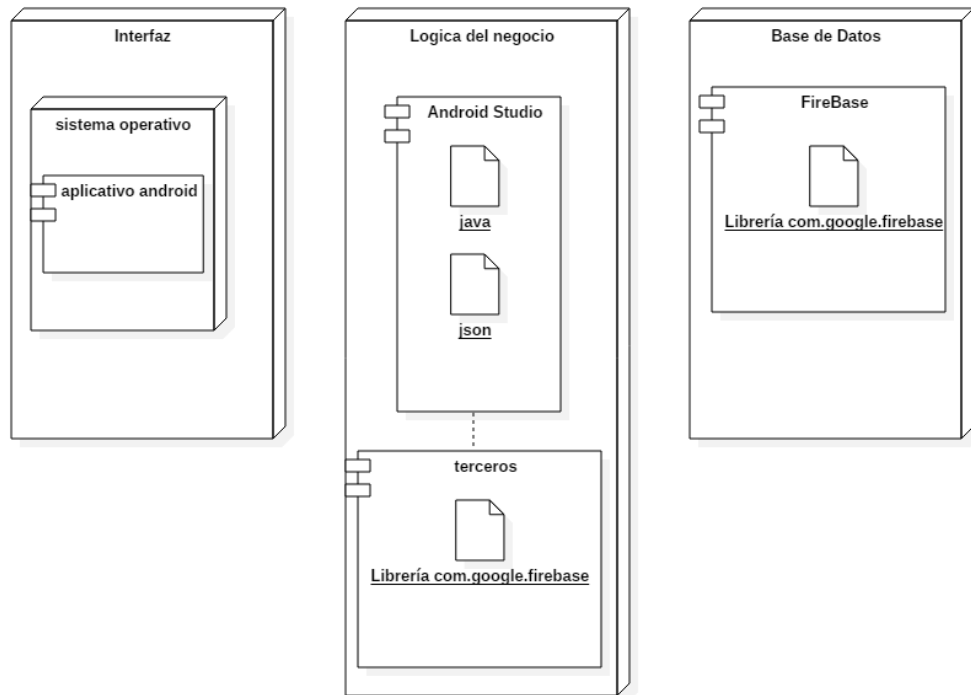 Interfaz
sistema operativo
aplicativo android
Logica del negocio
Android Studio
java
json
terceros
Librería com.google.firebase
Base de Datos
FireBase
Librería com.google.firebase